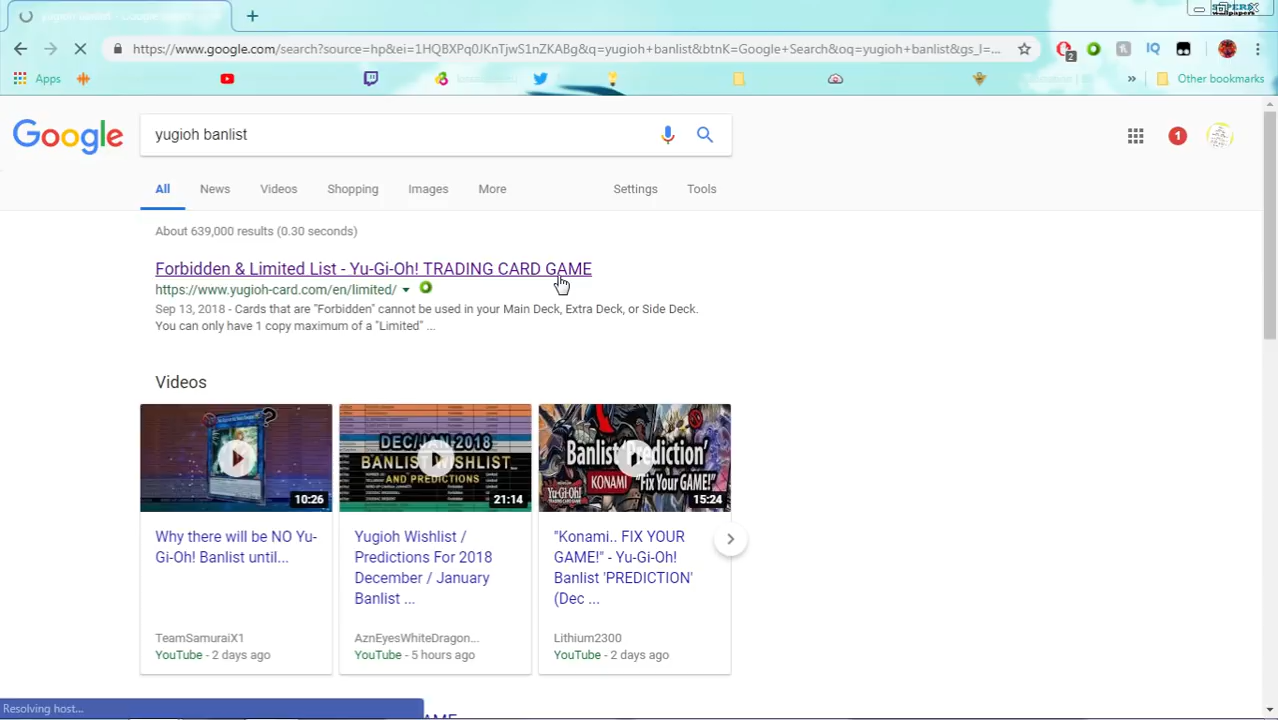 https://www.google.com/search?source=hp&ei=1HQBXPq0JKnTjwS1nZKABg&q=yugioh+banlist&btnK=Google+Search&oq=yugioh+banlist&gs_l=...
2
IQ
Apps
Other bookmarks
Google
yugioh banlist
1
All
News
Videos
Shopping
Images
More
Settings
Tools
About 639,000 results (0.30 seconds)
Forbidden & Limited List - Yu-Gi-Oh! TRADING CARD GAME
https://www.yugioh-card.com/en/limited/
Sep 13, 2018 - Cards that are "Forbidden" cannot be used in your Main Deck, Extra Deck, or Side Deck.
You can only have 1 copy maximum of a "Limited" ...
Videos
10:26
DEC/JAN 2018
BANLIST WISHLIST
AND PREDICTIONS
21:14
Banlist 'Prediction'
KONAMI
"Fix Your GAME!"
Yu-Gi-Oh!
15:24
Why there will be NO Yu-
Gi-Oh! Banlist until...
TeamSamuraiX1
YouTube - 2 days ago
Yugioh Wishlist /
Predictions For 2018
December / January
Banlist ...
AznEyesWhiteDragon...
YouTube - 5 hours ago
"Konami.. FIX YOUR
GAME!" - Yu-Gi-Oh!
Banlist 'PREDICTION'
(Dec ...
Lithium2300
YouTube - 2 days ago
Resolving host...